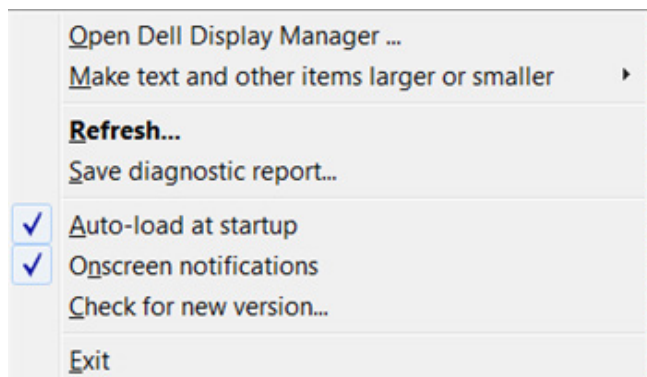 Open Dell Display Manager ...
Make text and other items larger or smaller
Refresh...
Save diagnostic report...
Auto-load at startup
Onscreen notifications
Check for new version...
Exit